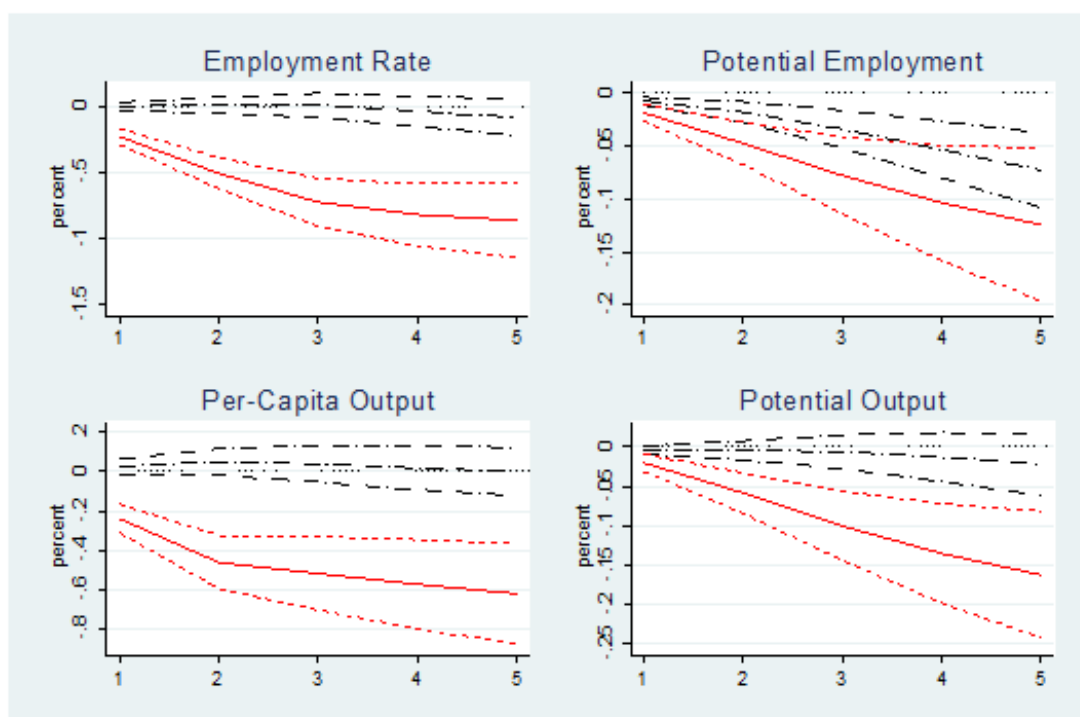 Employment Rate
percent
0
-.5
-1
-1.5
1 2 3 4 5
Potential Employment
percent
0
-.05
-.1
-.15
-.2
1 2 3 4 5
Per-Capita Output
percent
.2
0
-.2
-.4
-.6
-.8
1 2 3 4 5
Potential Output
percent
0
-.05
-.1
-.15
-.2
-.25
1 2 3 4 5